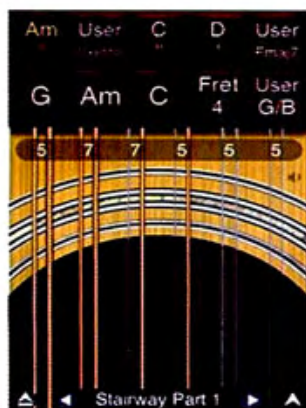 Am User C D User
Fmaj7
G Am C Fret 4 User G/B
5 7 7 5 5 5
Stairway Part 1